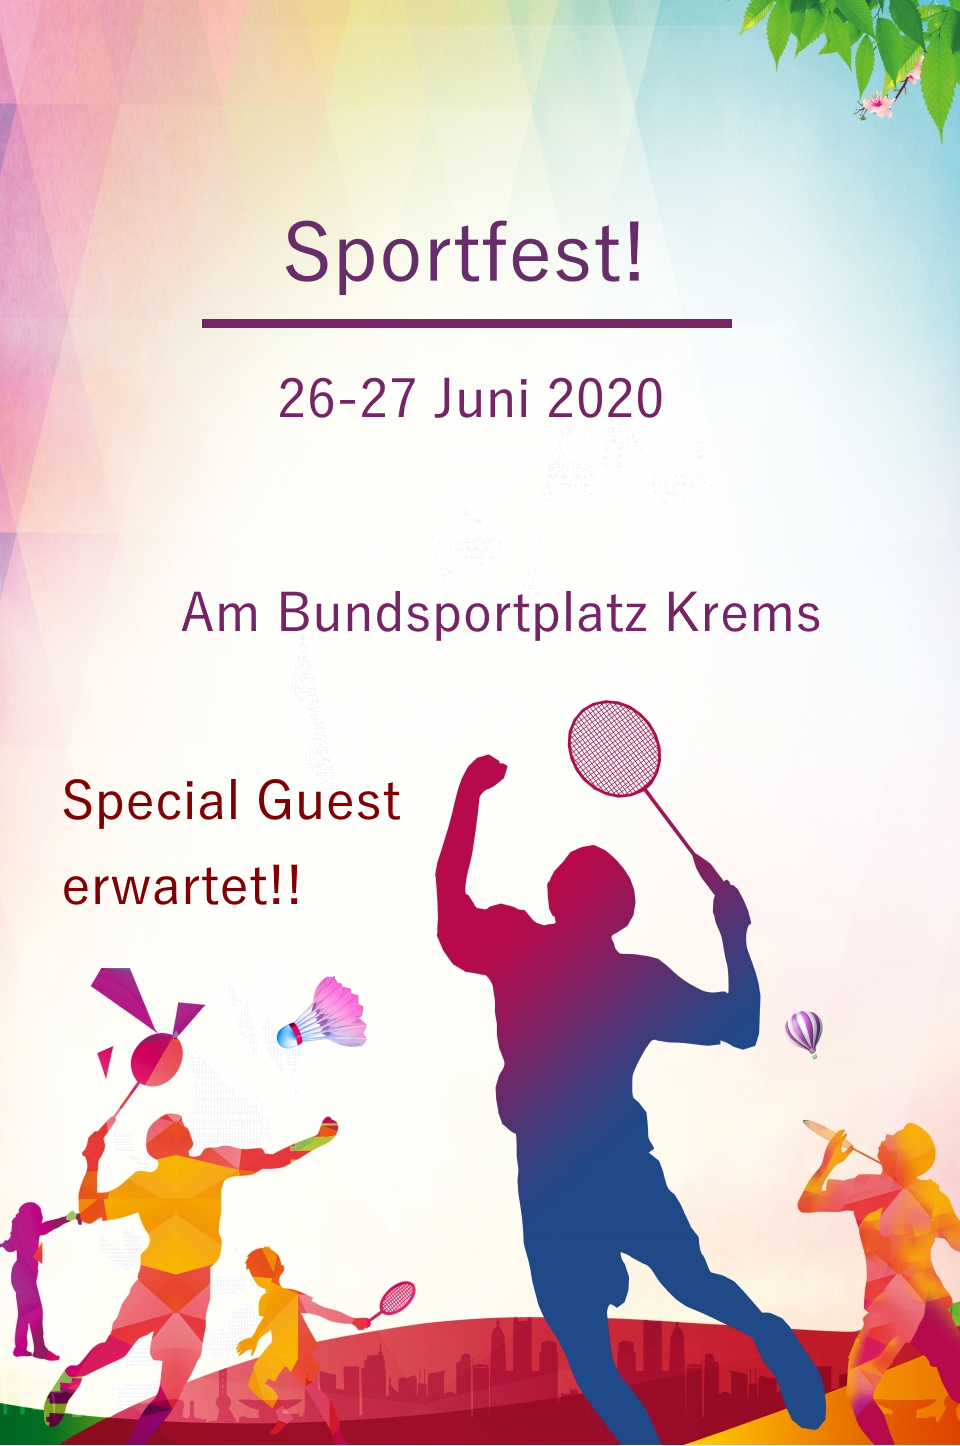 Sportfest!
26-27 Juni 2020
Am Bundsportplatz Krems
Special Guest
erwartet!!